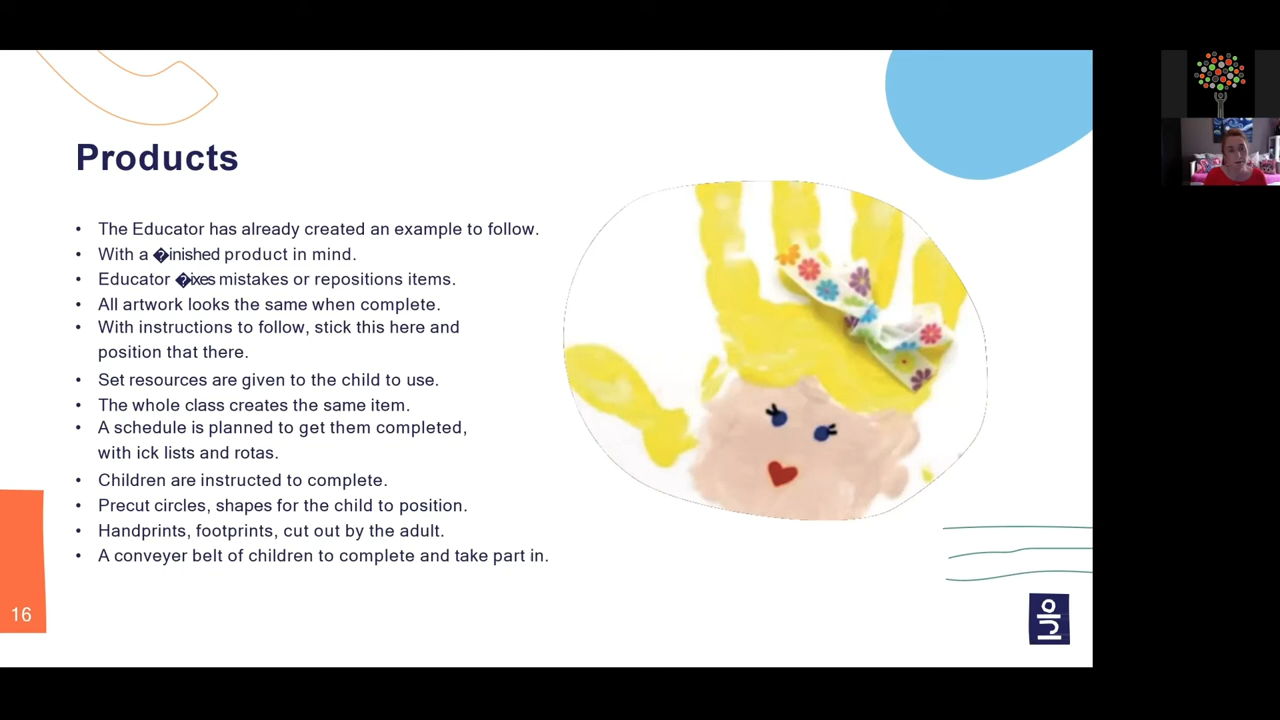 Products
• The Educator has already created an example to follow.
• With a �inished product in mind.
• Educator �ixes mistakes or repositions items.
• All artwork looks the same when complete.
• With instructions to follow, stick this here and
position that there.
• Set resources are given to the child to use.
• The whole class creates the same item.
• A schedule is planned to get them completed,
with ick lists and rotas.
• Children are instructed to complete.
• Precut circles, shapes for the child to position.
• Handprints, footprints, cut out by the adult.
• A conveyer belt of children to complete and take part in.
16